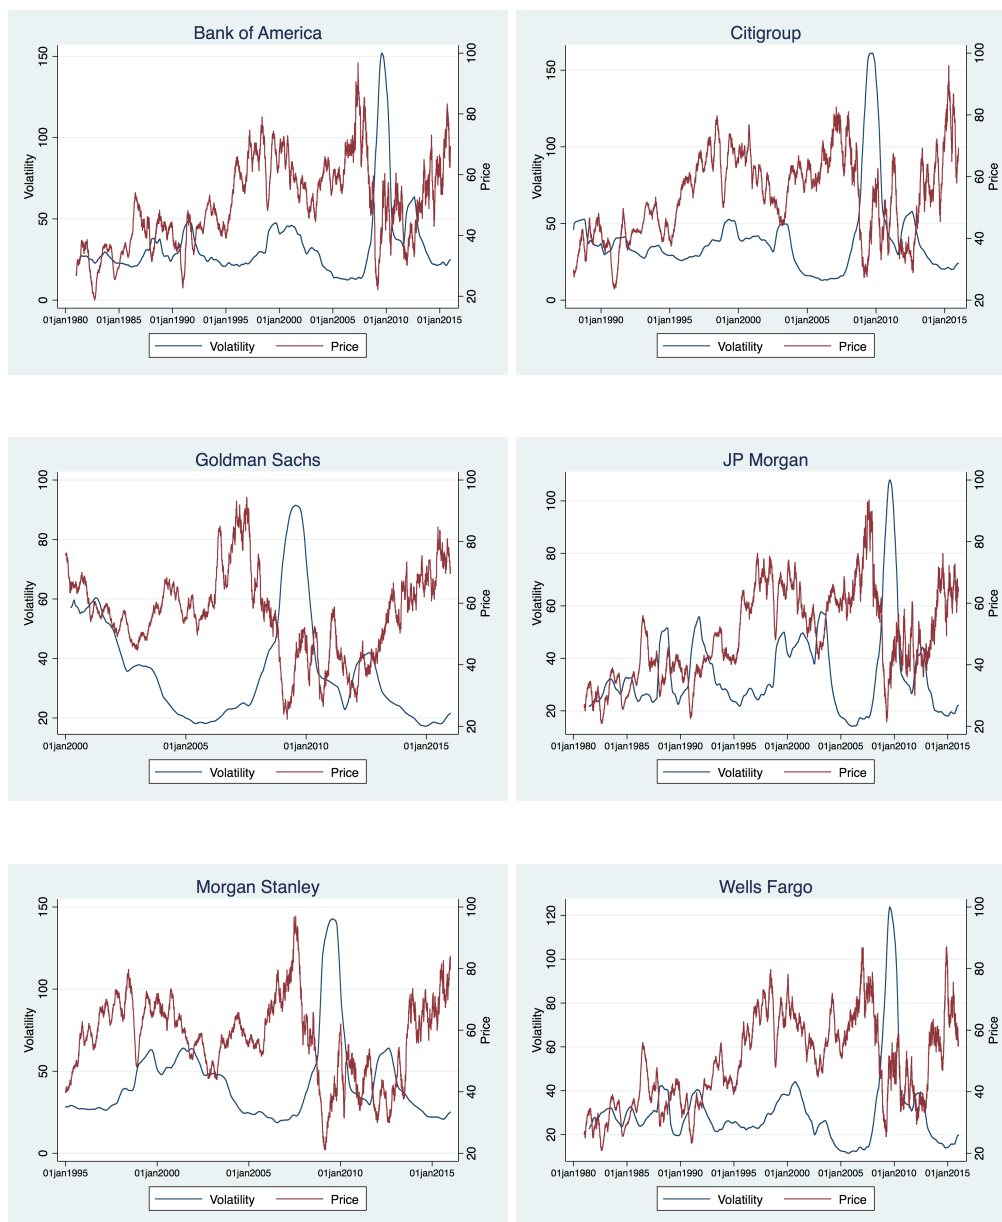 Bank of America
Volatility
0 50 100 150
Price
20 40 60 80 100
01jan1980 01jan1985 01jan1990 01jan1995 01jan2000 01jan2005 01jan2010 01jan2015
Volatility Price
Citigroup
Volatility
0 50 100 150
Price
20 40 60 80 100
01jan1990 01jan1995 01jan2000 01jan2005 01jan2010 01jan2015
Volatility Price
Goldman Sachs
Volatility
20 40 60 80 100
Price
20 40 60 80 100
01jan2000 01jan2005 01jan2010 01jan2015
Volatility Price
JP Morgan
Volatility
20 40 60 80 100
Price
20 40 60 80 100
01jan1980 01jan1985 01jan1990 01jan1995 01jan2000 01jan2005 01jan2010 01jan2015
Volatility Price
Morgan Stanley
Volatility
0 50 100 150
Price
20 40 60 80 100
01jan1995 01jan2000 01jan2005 01jan2010 01jan2015
Volatility Price
Wells Fargo
Volatility
20 40 60 80 100 120
Price
20 40 60 80 100
01jan1980 01jan1985 01jan1990 01jan1995 01jan2000 01jan2005 01jan2010 01jan2015
Volatility Price